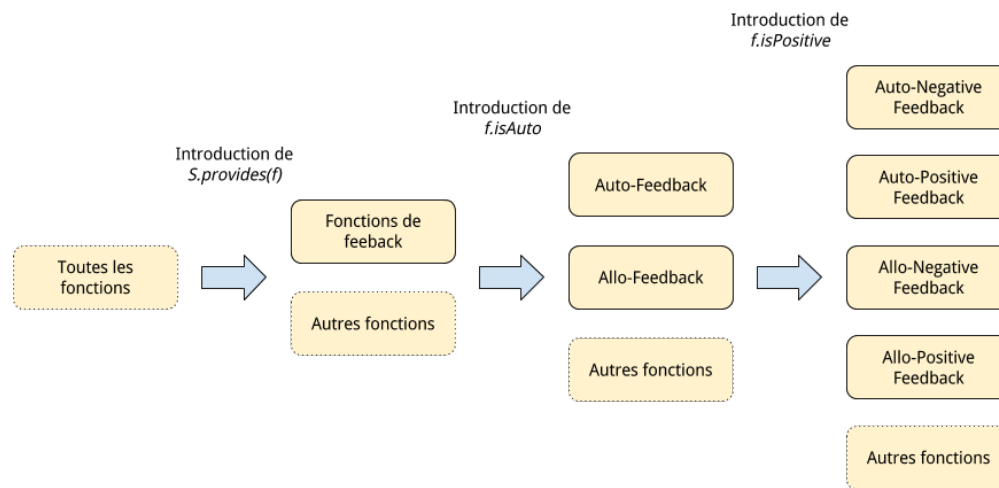 Introduction de
S.provides(f)
Introduction de
f.isAuto
Introduction de
f.isPositive
Toutes les
fonctions
Fonctions de
feeback
Autres fonctions
Auto-Feedback
Allo-Feedback
Autres fonctions
Auto-Negative
Feedback
Auto-Positive
Feedback
Allo-Negative
Feedback
Allo-Positive
Feedback
Autres fonctions